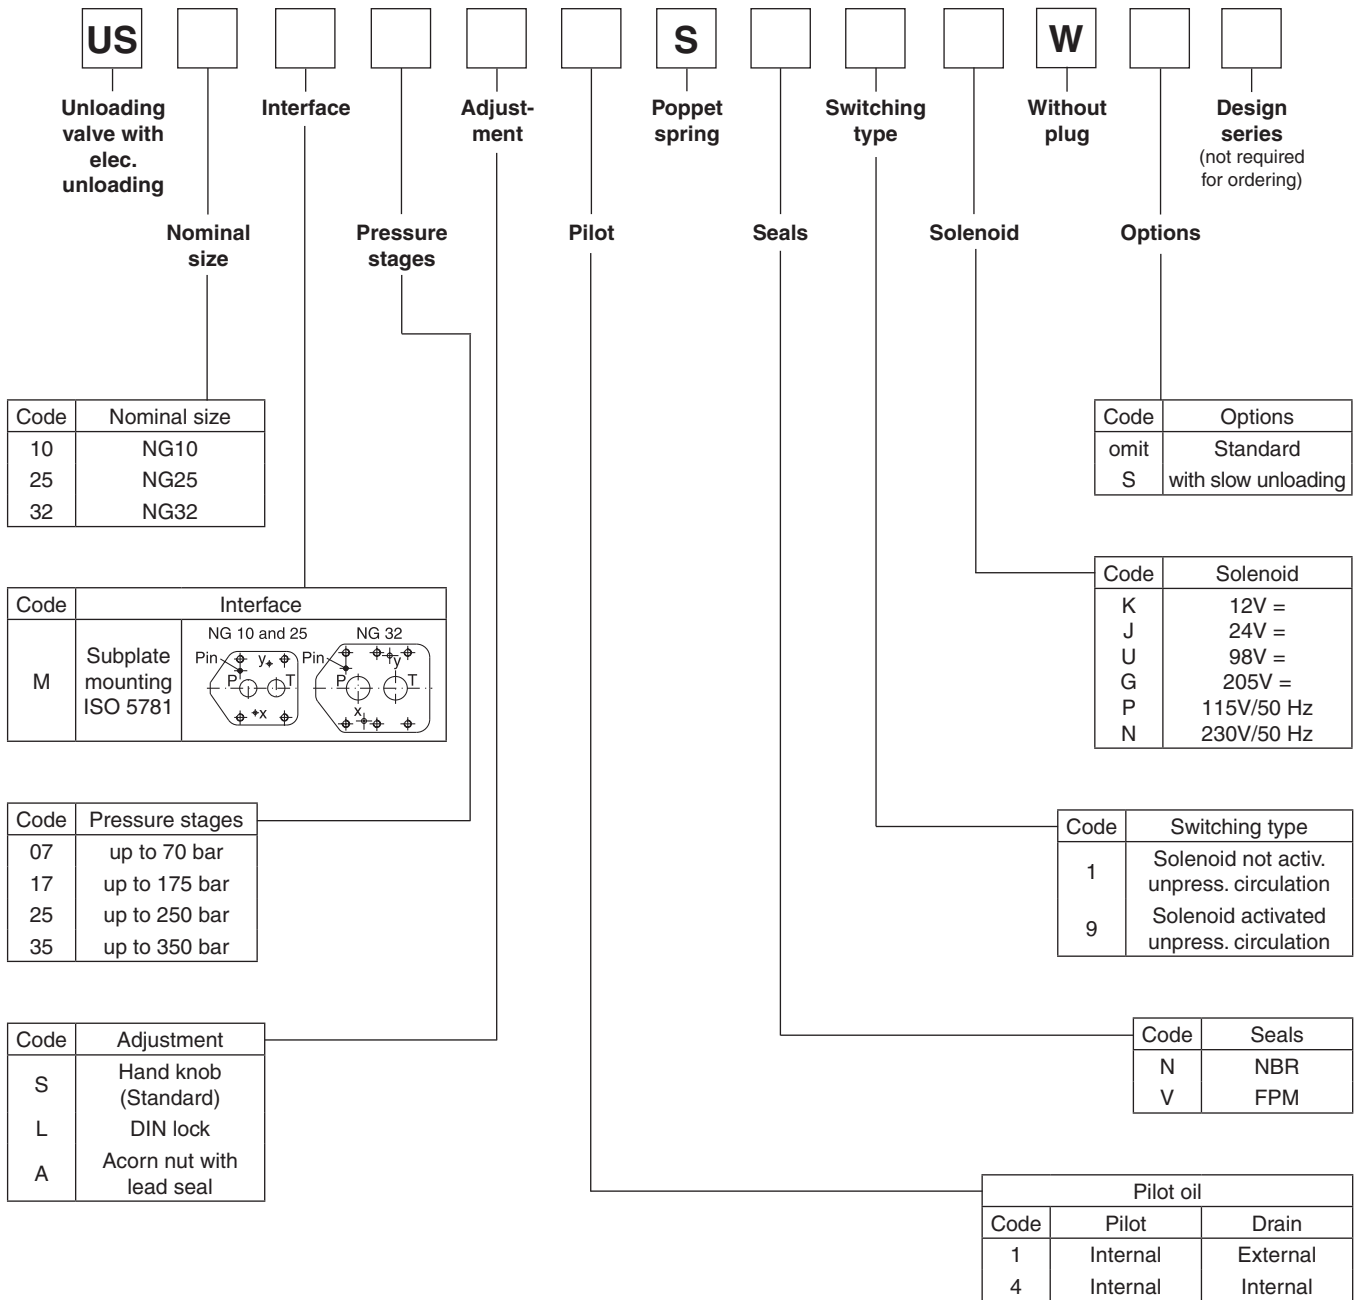 US S W
Unloading
valve with
elec.
unloading
Interface
Adjust-
ment
Poppet
spring
Switching
type
Without
plug
Design
series
(not required
for ordering)
Nominal
size
Pressure
stages
Pilot
Seals
Solenoid
Options
Code Nominal size
10 NG10
25 NG25
32 NG32
Code Options
omit Standard
S with slow unloading
Code Interface
M Subplate
mounting
ISO 5781
NG 10 and 25 NG 32
Pin y Pin y
P T P T
x x
Code Solenoid
K 12V =
J 24V =
U 98V =
G 205V =
P 115V/50 Hz
N 230V/50 Hz
Code Pressure stages
07 up to 70 bar
17 up to 175 bar
25 up to 250 bar
35 up to 350 bar
Code Switching type
1 Solenoid not activ.
unpress. circulation
9 Solenoid activated
unpress. circulation
Code Adjustment
S Hand knob
(Standard)
L DIN lock
A Acorn nut with
lead seal
Code Seals
N NBR
V FPM
Pilot oil
Code Pilot Drain
1 Internal External
4 Internal Internal